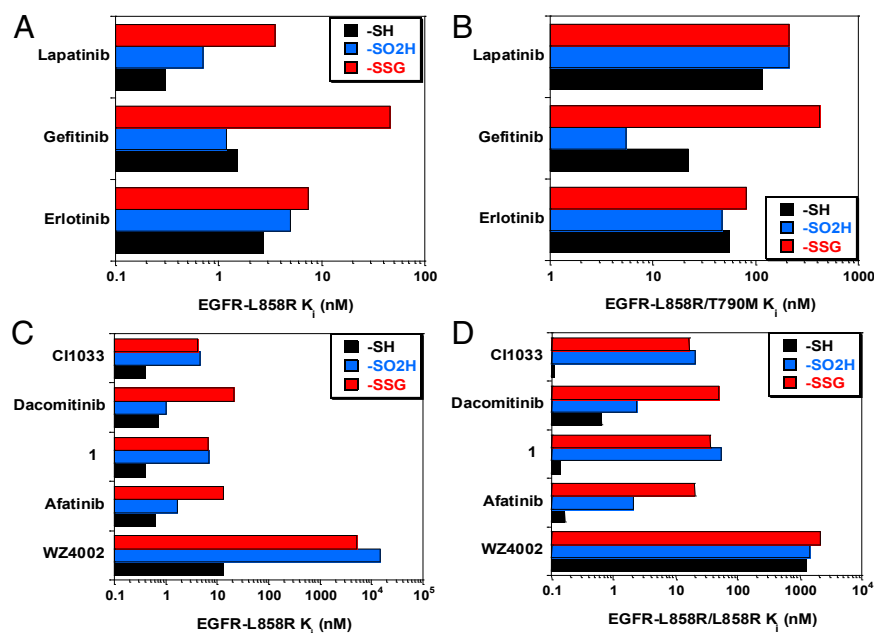 A
-SH
-SO2H
-SSG
Lapatinib
Gefitinib
Erlotinib
0.1 1 10 100
EGFR-L858R Ki (nM)
B
Lapatinib
Gefitinib
Erlotinib
-SH
-SO2H
-SSG
1 10 100 1000
EGFR-L858R/T790M Ki (nM)
C
-SH
-SO2H
-SSG
CI1033
Dacomitinib
1
Afatinib
WZ4002
0.1 1 10 100 1000 10^4 10^5
EGFR-L858R Ki (nM)
D
-SH
-SO2H
-SSG
CI1033
Dacomitinib
1
Afatinib
WZ4002
0.1 1 10 100 1000 10^4
EGFR-L858R/L858R Ki (nM)